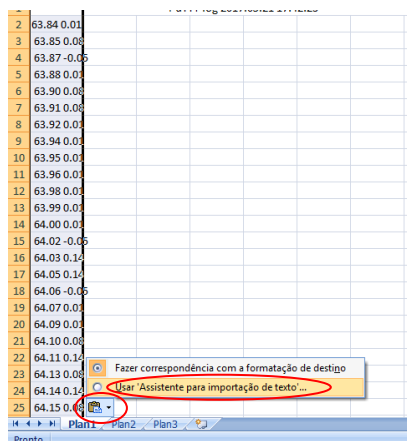 2 63.84 0.01
3 63.85 0.08
4 63.87 -0.05
5 63.88 0.01
6 63.90 0.08
7 63.91 0.08
8 63.92 0.01
9 63.94 0.01
10 63.95 0.01
11 63.96 0.01
12 63.98 0.01
13 63.99 0.01
14 64.00 0.01
15 64.02 -0.05
16 64.03 0.14
17 64.05 0.14
18 64.06 -0.05
19 64.07 0.01
20 64.09 0.01
21 64.10 0.08
22 64.11 0.14
Fazer correspondência com a formatação de destino
23 64.13 0.08
Usar 'Assistente para importação de texto'...
24 64.14 0.14
25 64.15 0.08
Plan1 Plan2 Plan3
Pronto